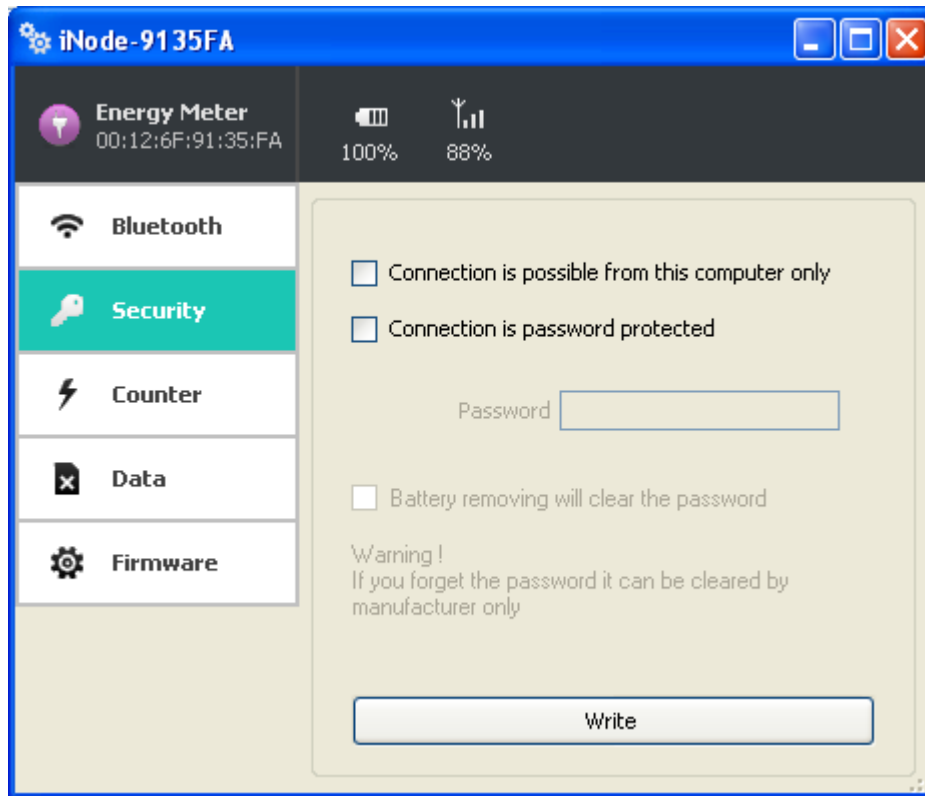 iNode-9135FA
Energy Meter
00:12:6F:91:35:FA
100%
88%
Bluetooth
Security
Counter
Data
Firmware
Connection is possible from this computer only
Connection is password protected
Password
Battery removing will clear the password
Warning !
If you forget the password it can be cleared by
manufacturer only
Write